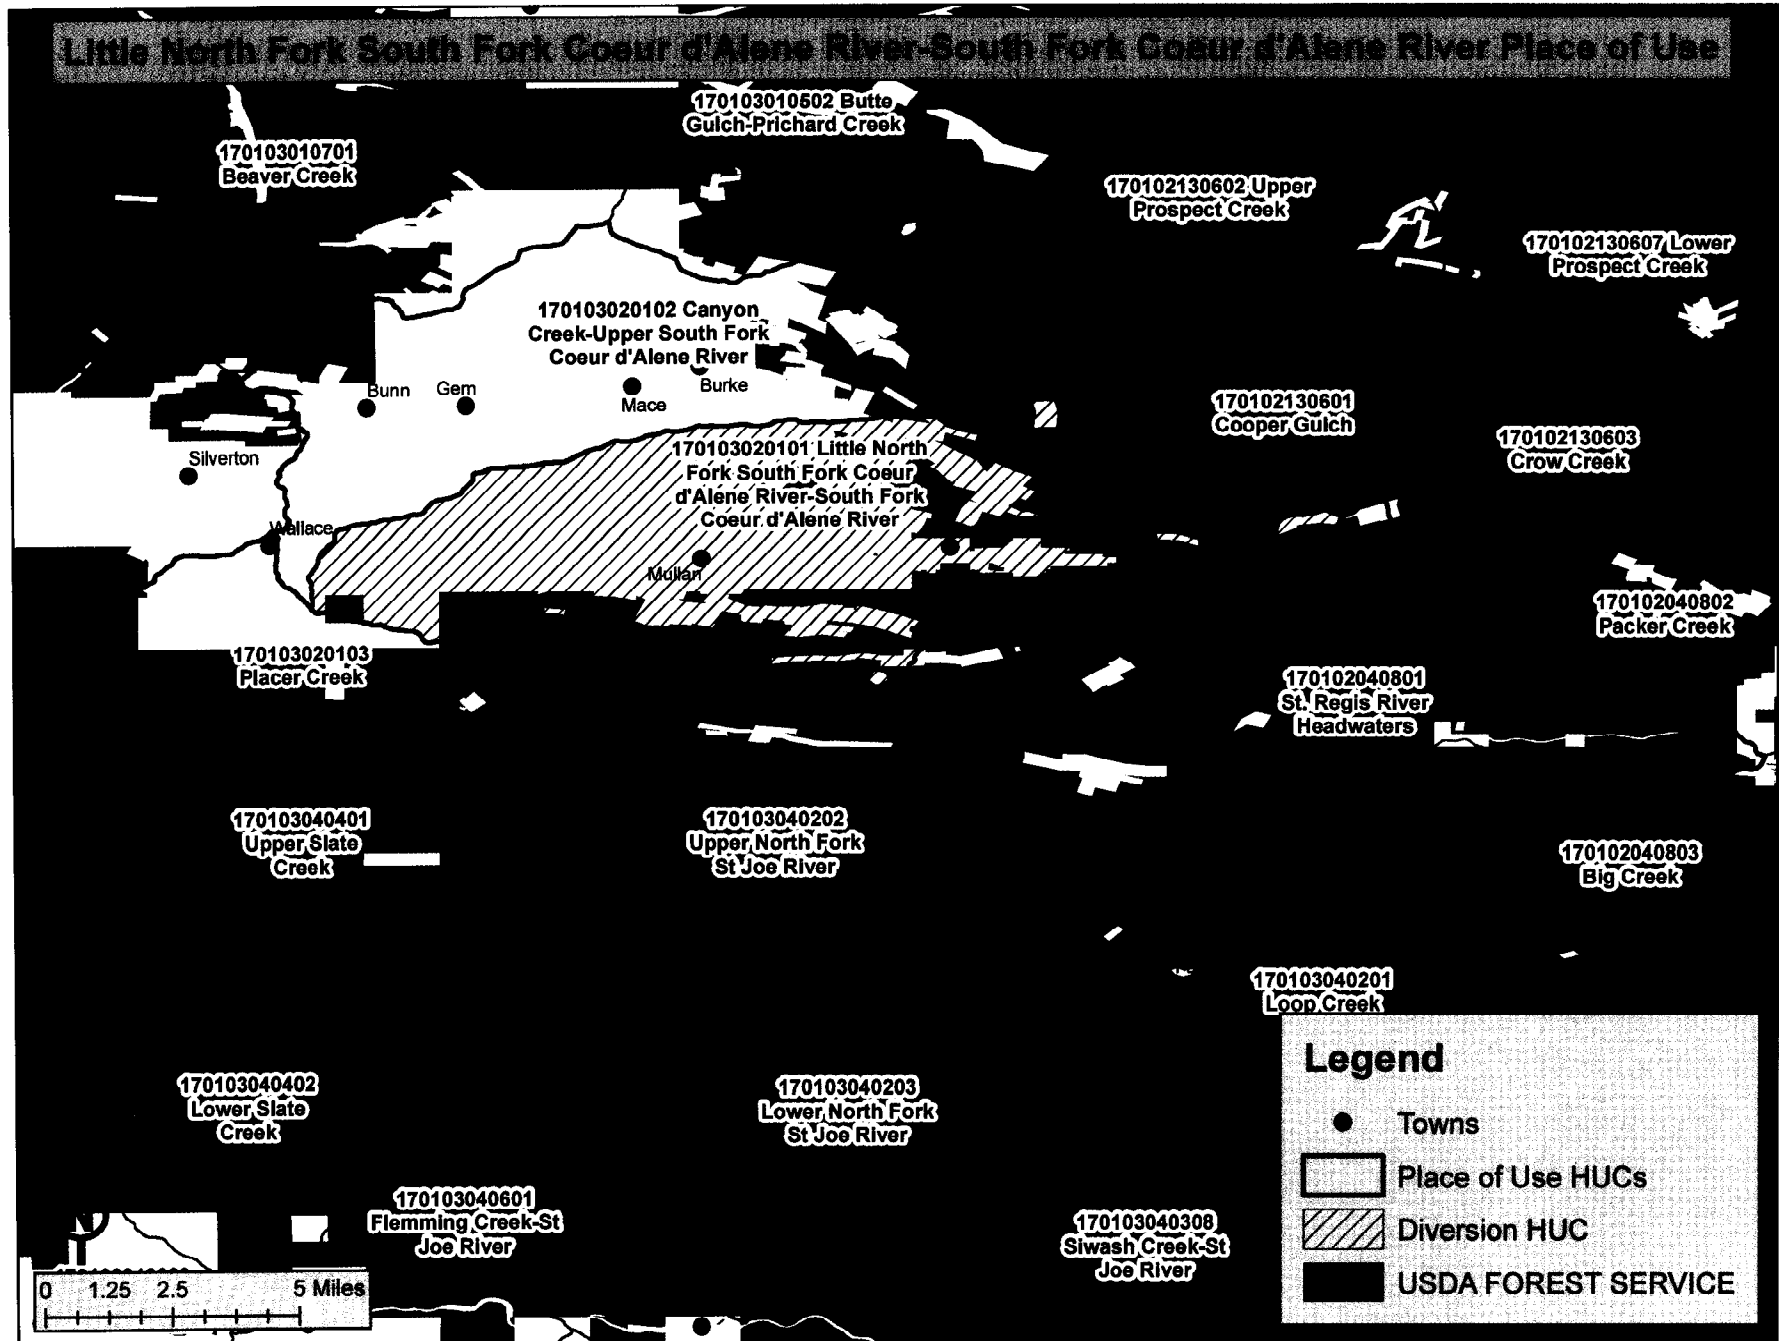 Little North Fork South Fork Coeur d'Alene River-South Fork Coeur d'Alene River Place of Use
170103010502 Butte
Gulch-Prichard Creek
170103010701
Beaver Creek
170102130602 Upper
Prospect Creek
170102130607 Lower
Prospect Creek
170103020102 Canyon
Creek-Upper South Fork
Coeur d'Alene River
Bunn
Gem
Mace
Burke
170102130601
Cooper Gulch
170102130603
Crow Creek
Silverton
170103020101 Little North
Fork South Fork Coeur
d'Alene River-South Fork
Coeur d'Alene River
Wallace
Mullan
170102040802
Packer Creek
170103020103
Placer Creek
170102040801
St. Regis River
Headwaters
170103040401
Upper Slate
Creek
170103040202
Upper North Fork
St Joe River
170102040803
Big Creek
170103040201
Loop Creek
170103040402
Lower Slate
Creek
170103040203
Lower North Fork
St Joe River
170103040601
Flemming Creek-St
Joe River
170103040308
Siwash Creek-St
Joe River
N
0 1.25 2.5 5 Miles
Legend
Towns
Place of Use HUCs
Diversion HUC
USDA FOREST SERVICE